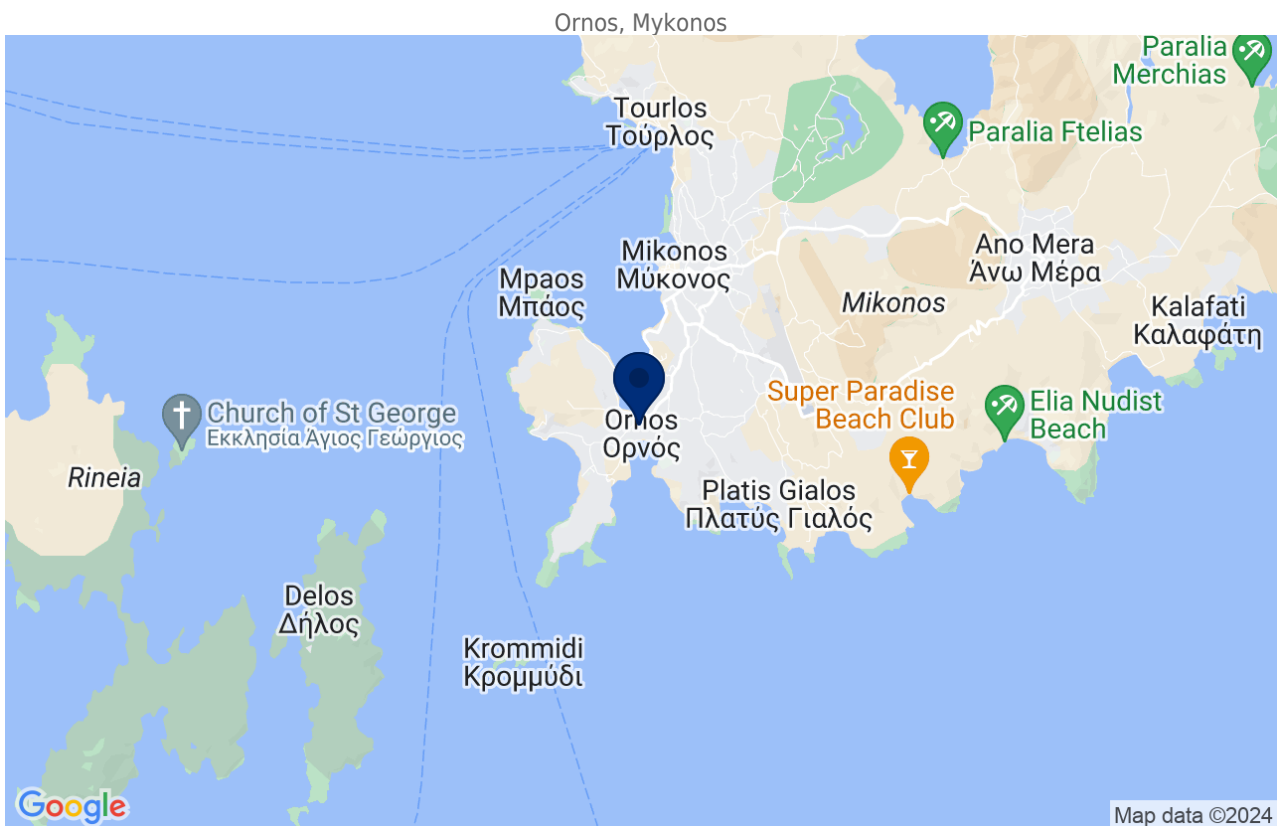 Ornos, Mykonos
Paralia
Merchias
Tourlos
Τούρλος
Paralia Ftelias
Mikonos
Μύκονος
Ano Mera
Άνω Μέρα
Mpaos
Μπάος
Mikonos
Kalafati
Καλαφάτη
Super Paradise
Beach Club
Elia Nudist
Beach
Church of St George
Εκκλησία Άγιος Γεώργιος
Ornos
Ορνός
Rineia
Platis Gialos
Πλατύς Γιαλός
Delos
Δήλος
Krommidi
Κρομμύδι
Google
Map data ©2024